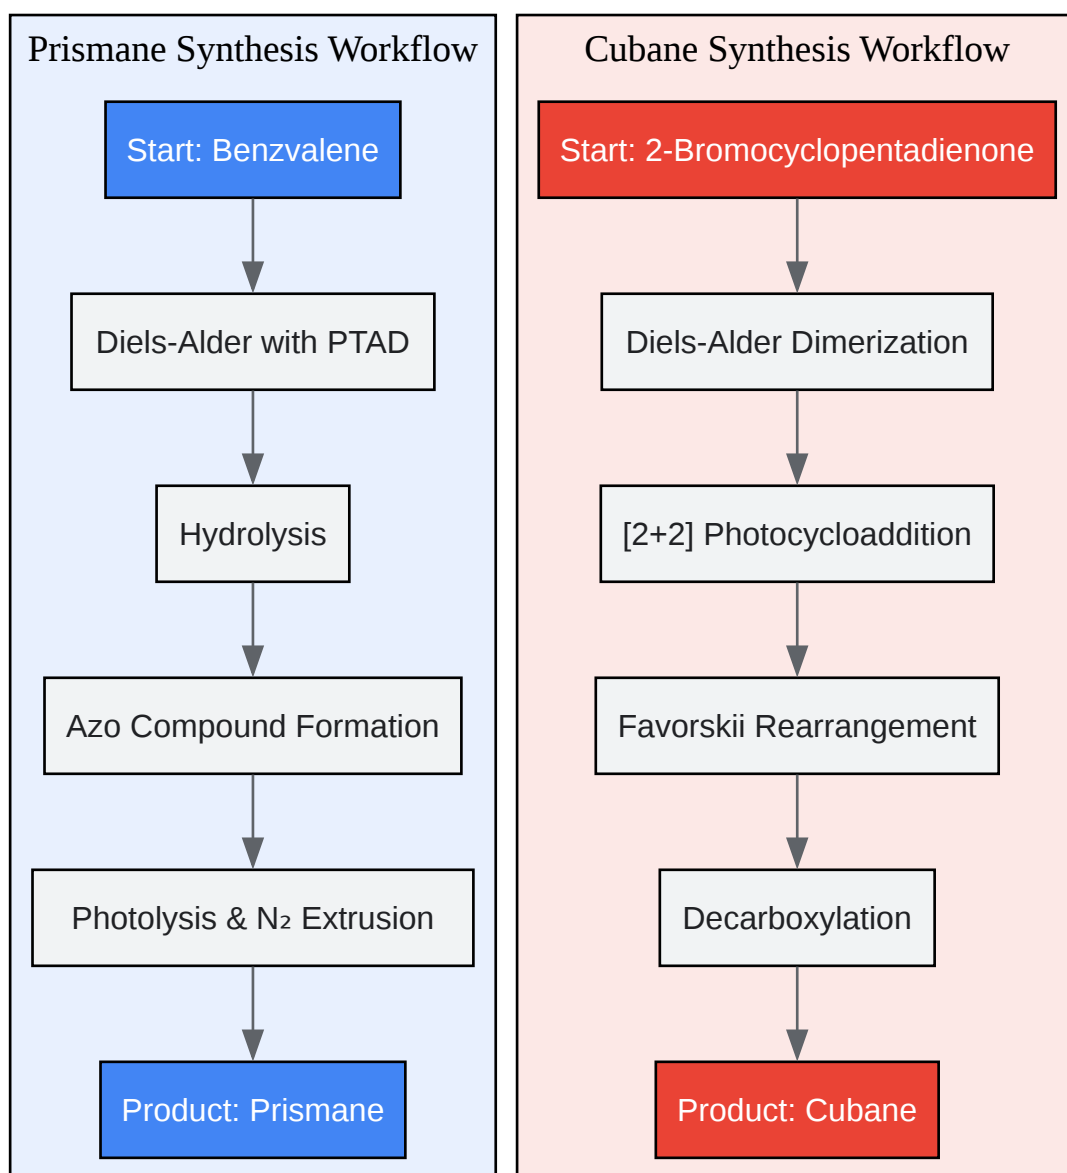 Prismane Synthesis Workflow
Start: Benzvalene
Diels-Alder with PTAD
Hydrolysis
Azo Compound Formation
Photolysis & N₂ Extrusion
Product: Prismane
Cubane Synthesis Workflow
Start: 2-Bromocyclopentadienone
Diels-Alder Dimerization
[2+2] Photocycloaddition
Favorskii Rearrangement
Decarboxylation
Product: Cubane